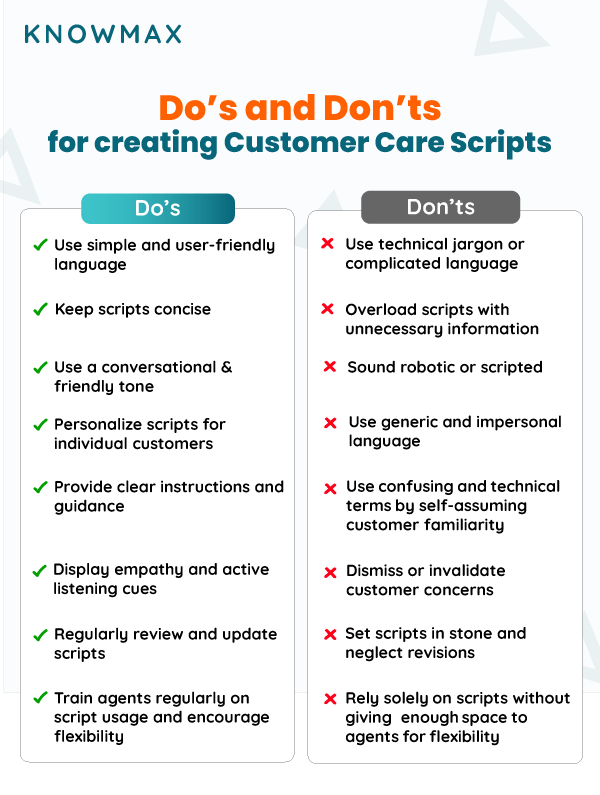 KNOWMAX
Do’s and Don’ts
for creating Customer Care Scripts
Do’s
Use simple and user-friendly
language
Keep scripts concise
Use a conversational &
friendly tone
Personalize scripts for
individual customers
Provide clear instructions and
guidance
Display empathy and active
listening cues
Regularly review and update
scripts
Train agents regularly on
script usage and encourage
flexibility
Don’ts
Use technical jargon or
complicated language
Overload scripts with
unnecessary information
Sound robotic or scripted
Use generic and impersonal
language
Use confusing and technical
terms by self-assuming
customer familiarity
Dismiss or invalidate
customer concerns
Set scripts in stone and
neglect revisions
Rely solely on scripts without
giving enough space to
agents for flexibility